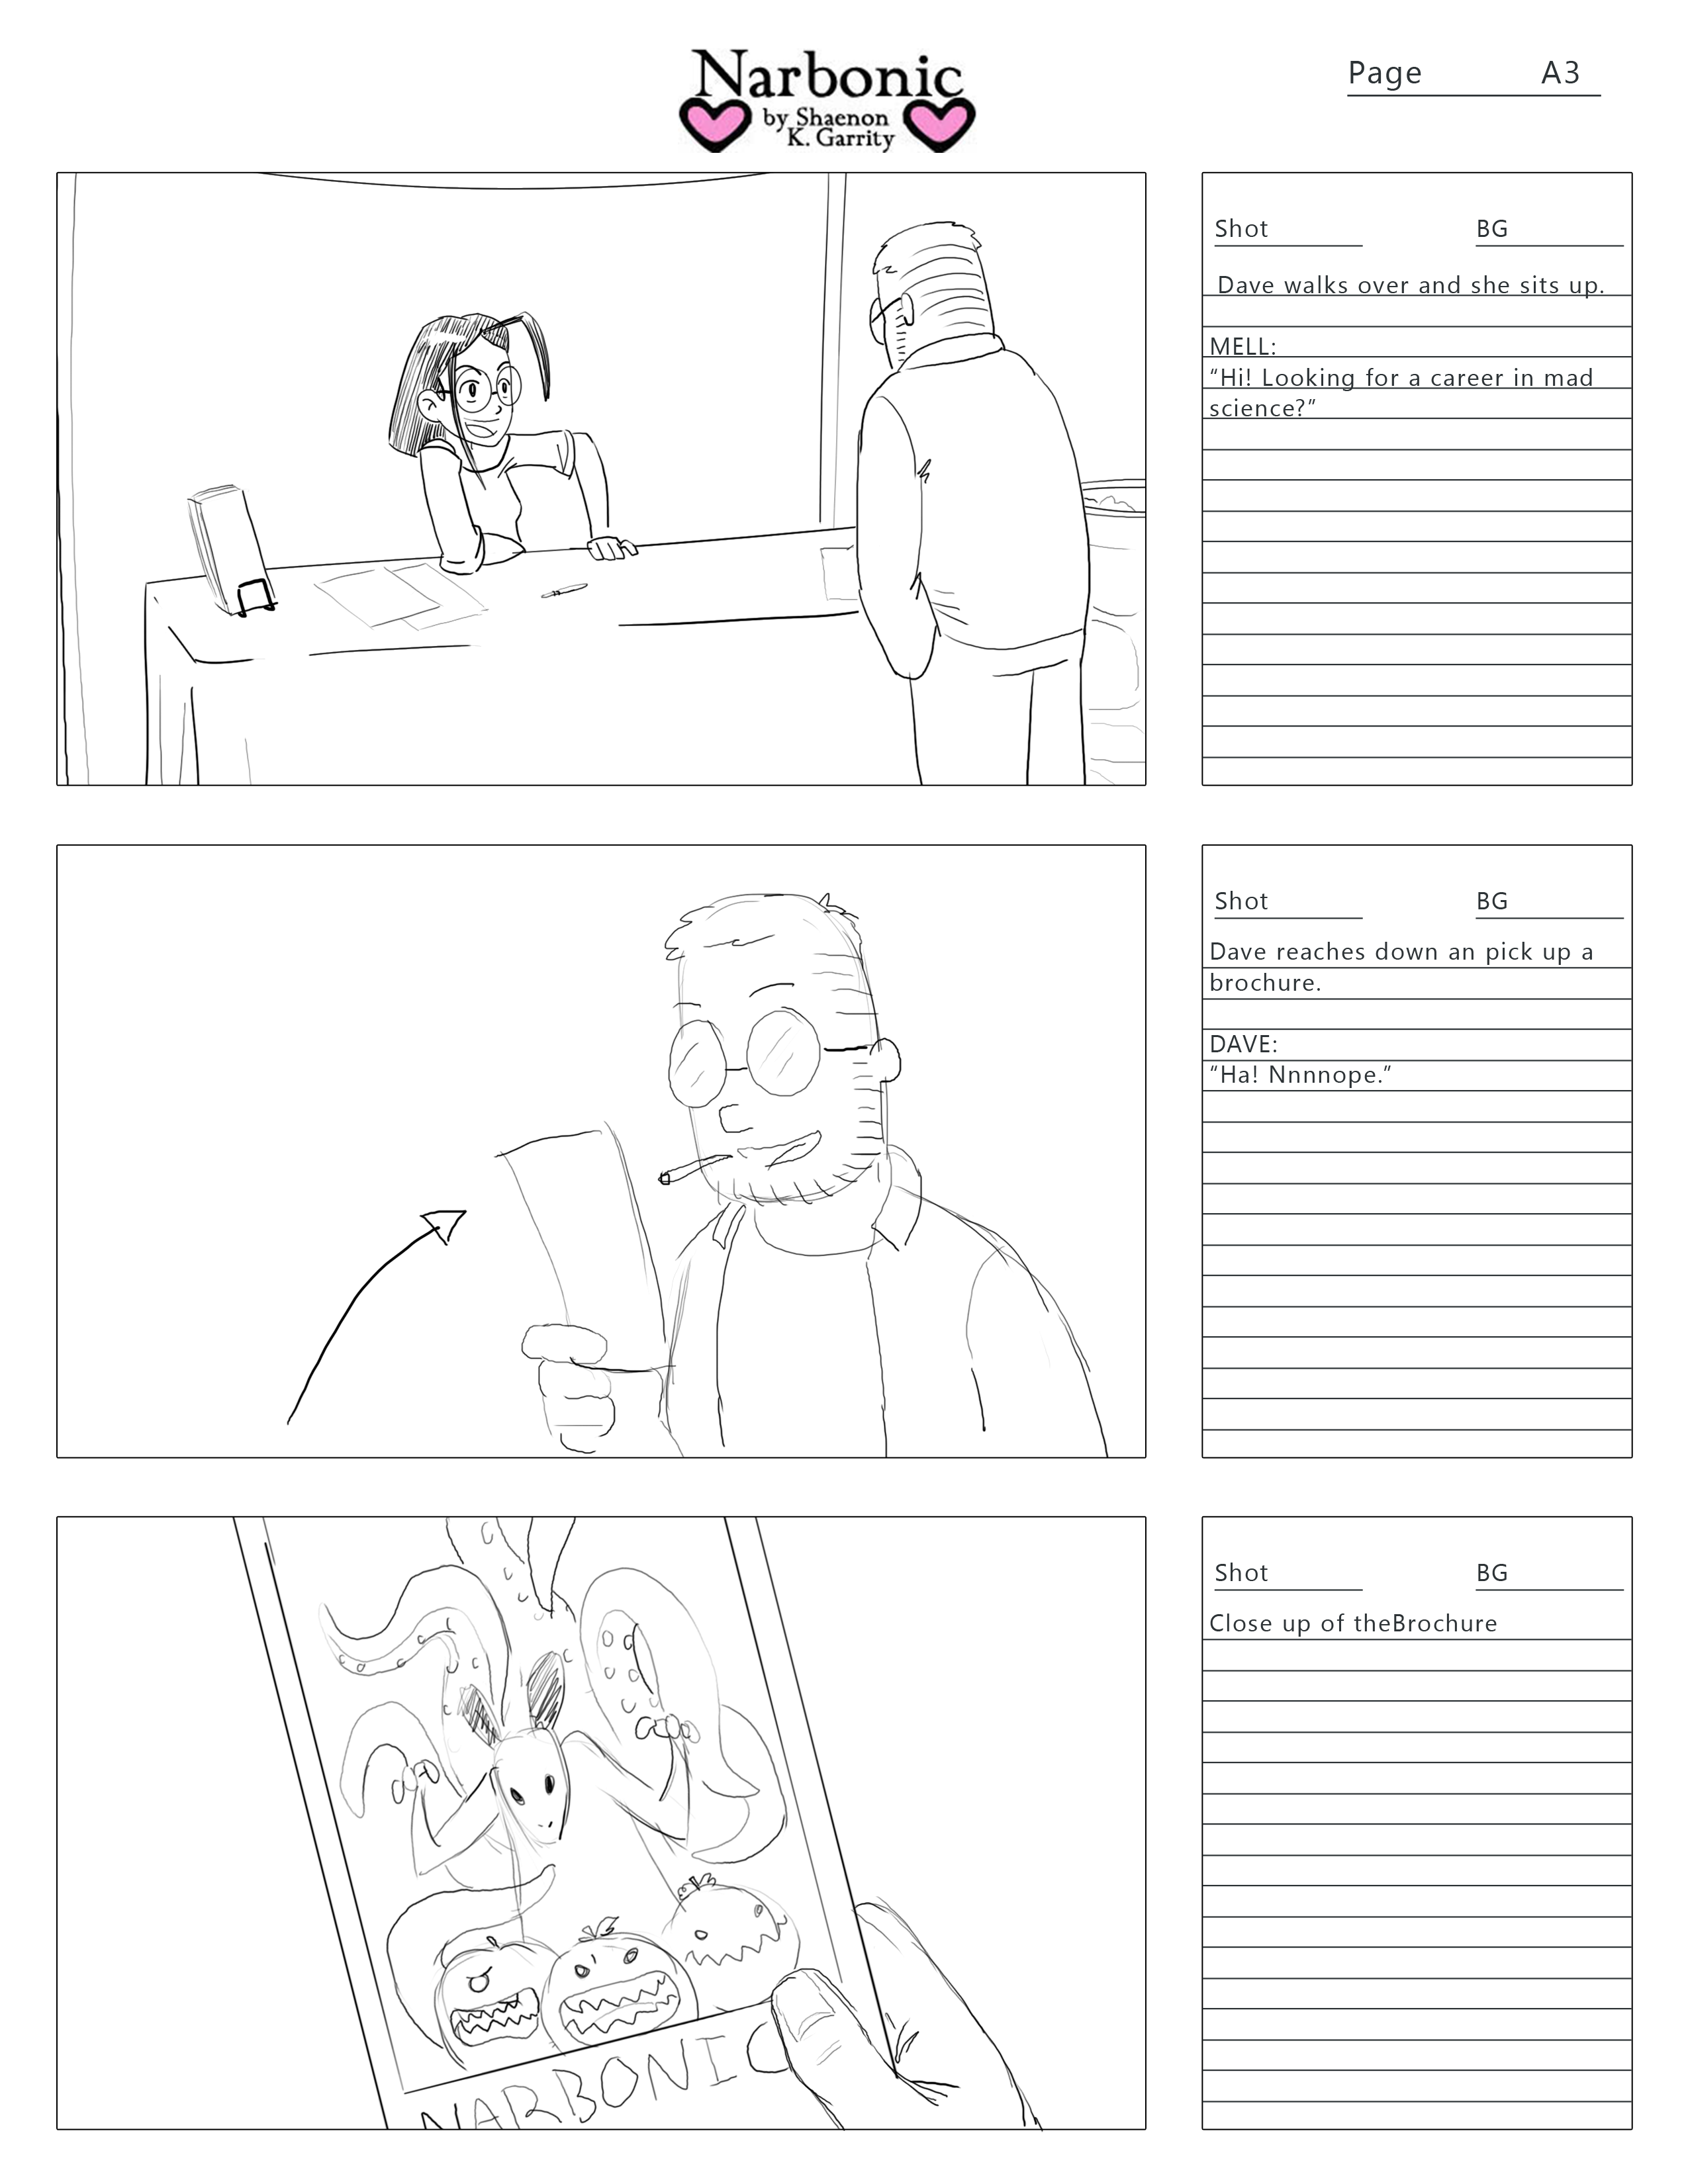 Narbonic
by Shaenon
K. Garrity
Page A3
Shot BG
Dave walks over and she sits up.
MELL:
“Hi! Looking for a career in mad
science?”
Shot BG
Dave reaches down an pick up a
brochure.
DAVE:
“Ha! Nnnnope.”
Shot BG
Close up of theBrochure
NARBONIC